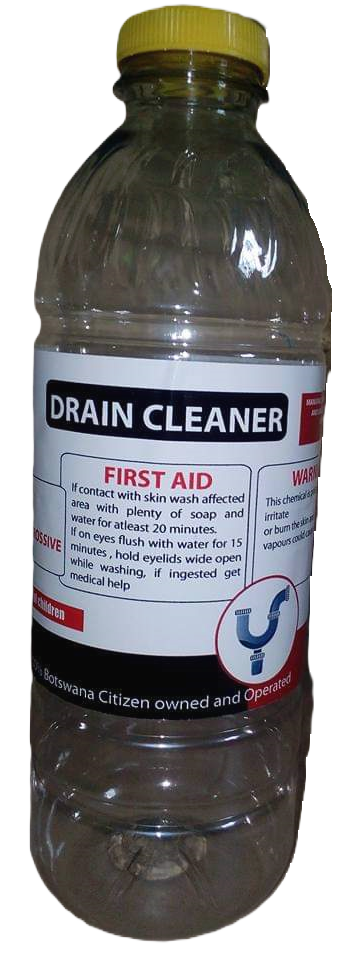 DRAIN CLEANER
FIRST AID
If contact with skin wash affected
area with plenty of soap and
water for atleast 20 minutes.
If on eyes flush with water for 15
minutes , hold eyelids wide open
while washing, if ingested get
medical help
This chemical is
irritate
or burn the skin
vapours could
children
Botswana Citizen owned and Operated